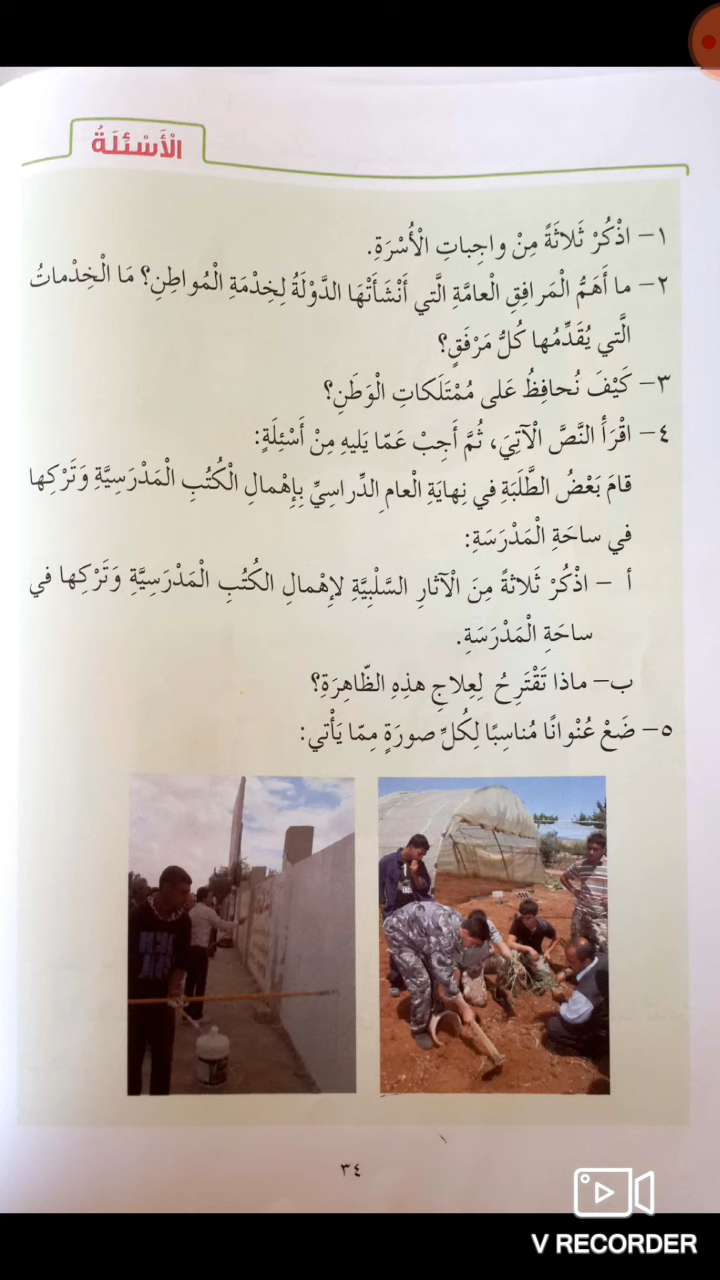 الْأَسْئِلَةُ
١- اذْكُرْ ثَلاثَةً مِنْ واجِباتِ الْأُسْرَةِ.
٢- ما أَهَمُّ الْمَرافِقِ الْعامَّةِ الَّتي أَنْشَأَتْهَا الدَّوْلَةُ لِخِدْمَةِ الْمُواطِنِ؟ مَا الْخِدْماتُ
الَّتي يُقَدِّمُها كُلُّ مَرْفَقٍ؟
٣- كَيْفَ نُحافِظُ عَلى مُمْتَلَكاتِ الْوَطَنِ؟
٤- اقْرَأِ النَّصَّ الْآتِيَ، ثُمَّ أَجِبْ عَمّا يَليهِ مِنْ أَسْئِلَةٍ:
قامَ بَعْضُ الطَّلَبَةِ في نِهايَةِ الْعامِ الدِّراسِيِّ بِإِهْمالِ الْكُتُبِ الْمَدْرَسِيَّةِ وَتَرْكِها
في ساحَةِ الْمَدْرَسَةِ:
أ - اذْكُرْ ثَلاثَةً مِنَ الْآثارِ السَّلْبِيَّةِ لإِهْمالِ الكُتُبِ الْمَدْرَسِيَّةِ وَتَرْكِها في
ساحَةِ الْمَدْرَسَةِ.
ب- ماذا تَقْتَرِحُ لِعِلاجِ هذِهِ الظّاهِرَةِ؟
٥- ضَعْ عُنْوانًا مُناسِبًا لِكُلِّ صورَةٍ مِمّا يَأْتي:
٣٤
V RECORDER